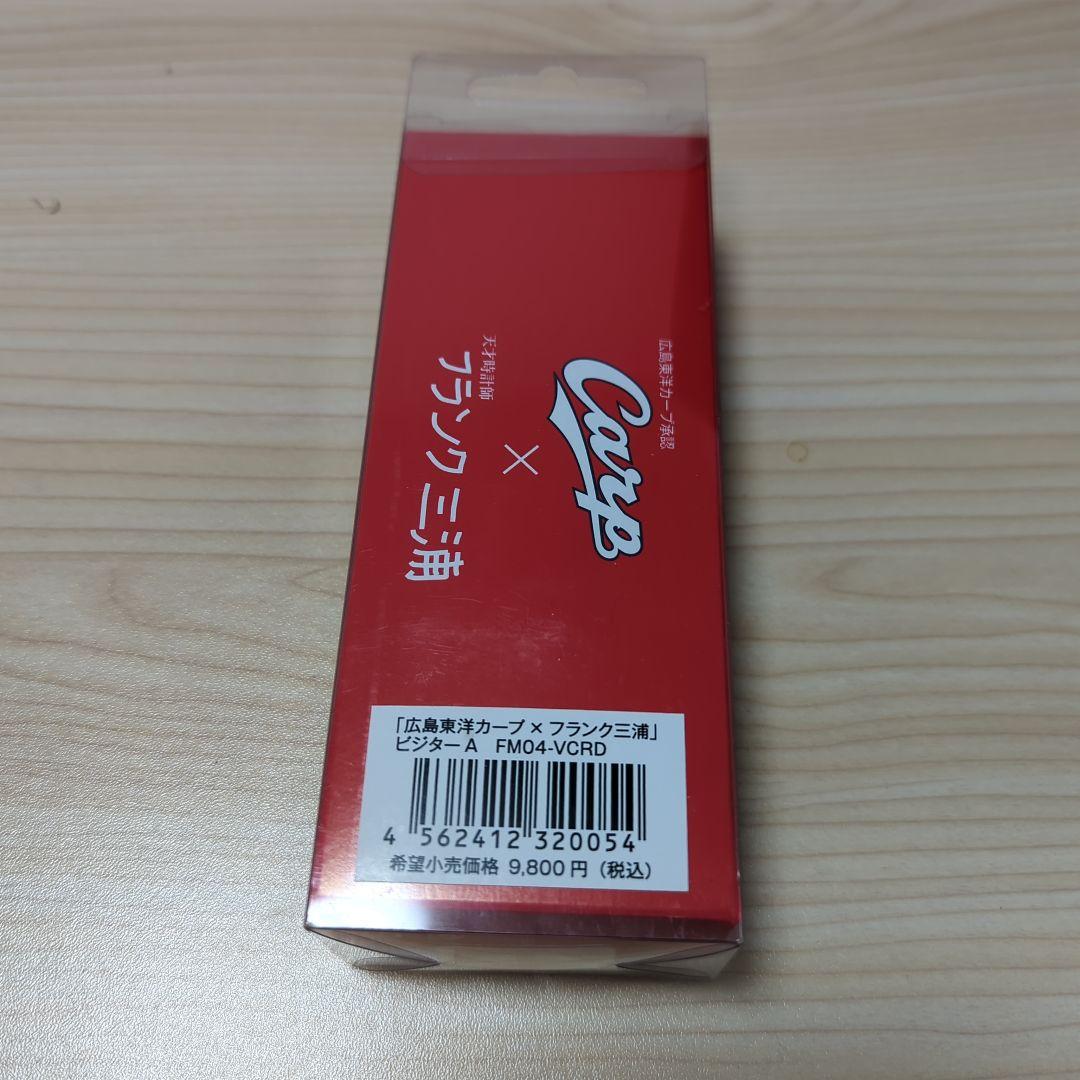 広島東洋カープ承認
Carp
×
天才時計師
フランク三浦
「広島東洋カープ × フランク三浦」
ビジター A FM04-VCRD
4 562412 320054
希望小売価格 9,800円（税込）